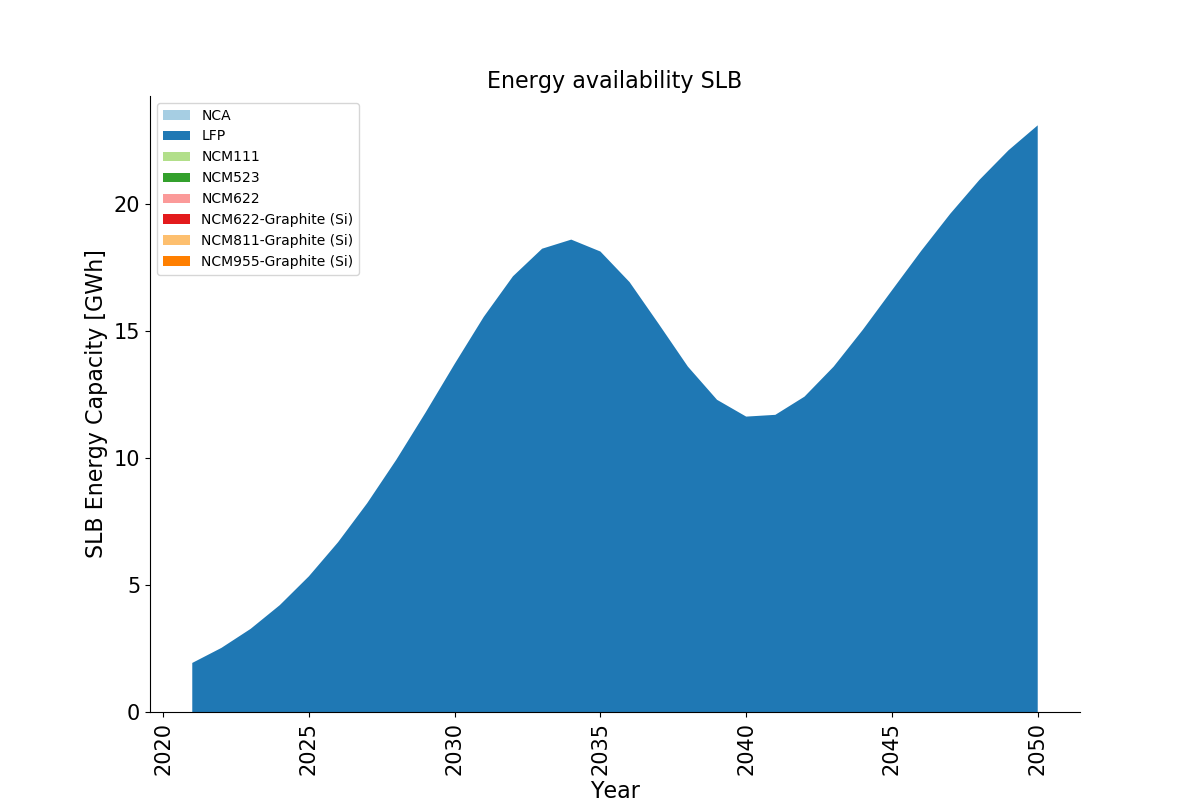 Energy availability SLB
NCA
LFP
NCM111
NCM523
NCM622
NCM622-Graphite (Si)
NCM811-Graphite (Si)
NCM955-Graphite (Si)
SLB Energy Capacity [GWh]
20
15
10
5
0
2020
2025
2030
2035
2040
2045
2050
Year